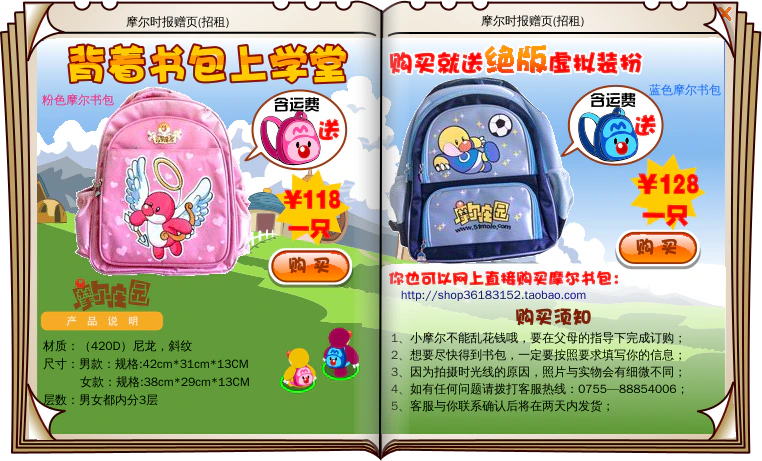 摩尔时报赠页(招租)
背着书包上学堂
粉色摩尔书包
含运费
送
¥118
一只
购买
摩尔庄园
产品说明
材质：（420D）尼龙，斜纹
尺寸：男款：规格:42cm*31cm*13CM
女款：规格:38cm*29cm*13CM
层数：男女都内分3层
摩尔时报赠页(招租)
购买就送绝版虚拟装扮
蓝色摩尔书包
含运费
送
¥128
一只
购买
摩尔庄园
www.51mole.com
你也可以网上直接购买摩尔书包：
http://shop36183152.taobao.com
购买须知
1、小摩尔不能乱花钱哦，要在父母的指导下完成订购；
2、想要尽快得到书包，一定要按照要求填写你的信息；
3、因为拍摄时光线的原因，照片与实物会有细微不同；
4、如有任何问题请拨打客服热线：0755—88854006；
5、客服与你联系确认后将在两天内发货；